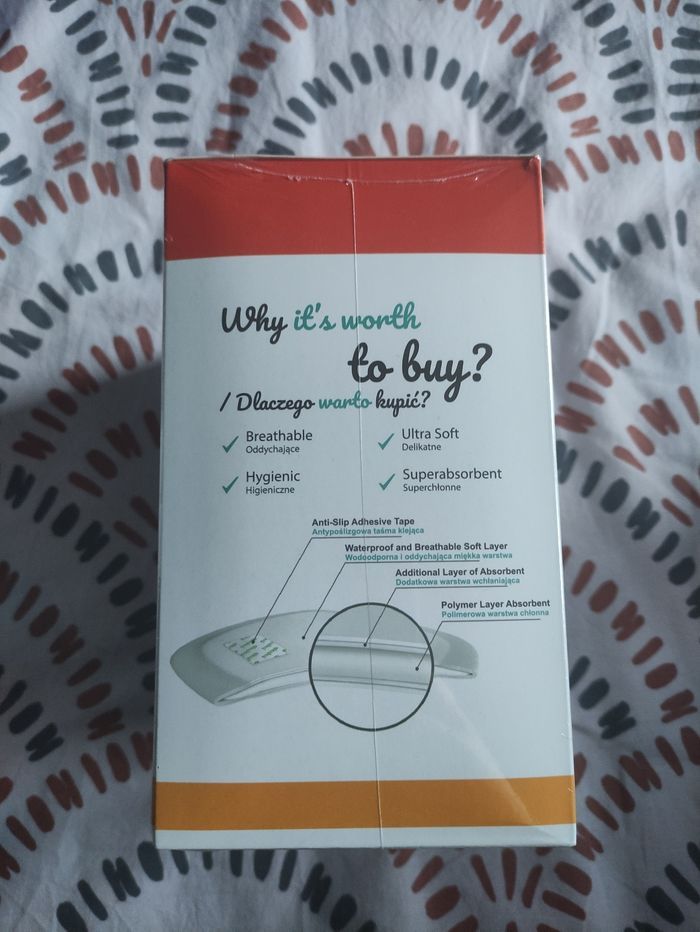 Why it's worth
to buy?
/ Dlaczego warto kupić?
Breathable
Oddychające
Ultra Soft
Delikatne
Hygienic
Higieniczne
Superabsorbent
Superchłonne
Anti-Slip Adhesive Tape
Antypoślizgowa taśma klejąca
Waterproof and Breathable Soft Layer
Wodoodporna i oddychająca miękka warstwa
Additional Layer of Absorbent
Dodatkowa warstwa wchłaniająca
Polymer Layer Absorbent
Polimerowa warstwa chłonna